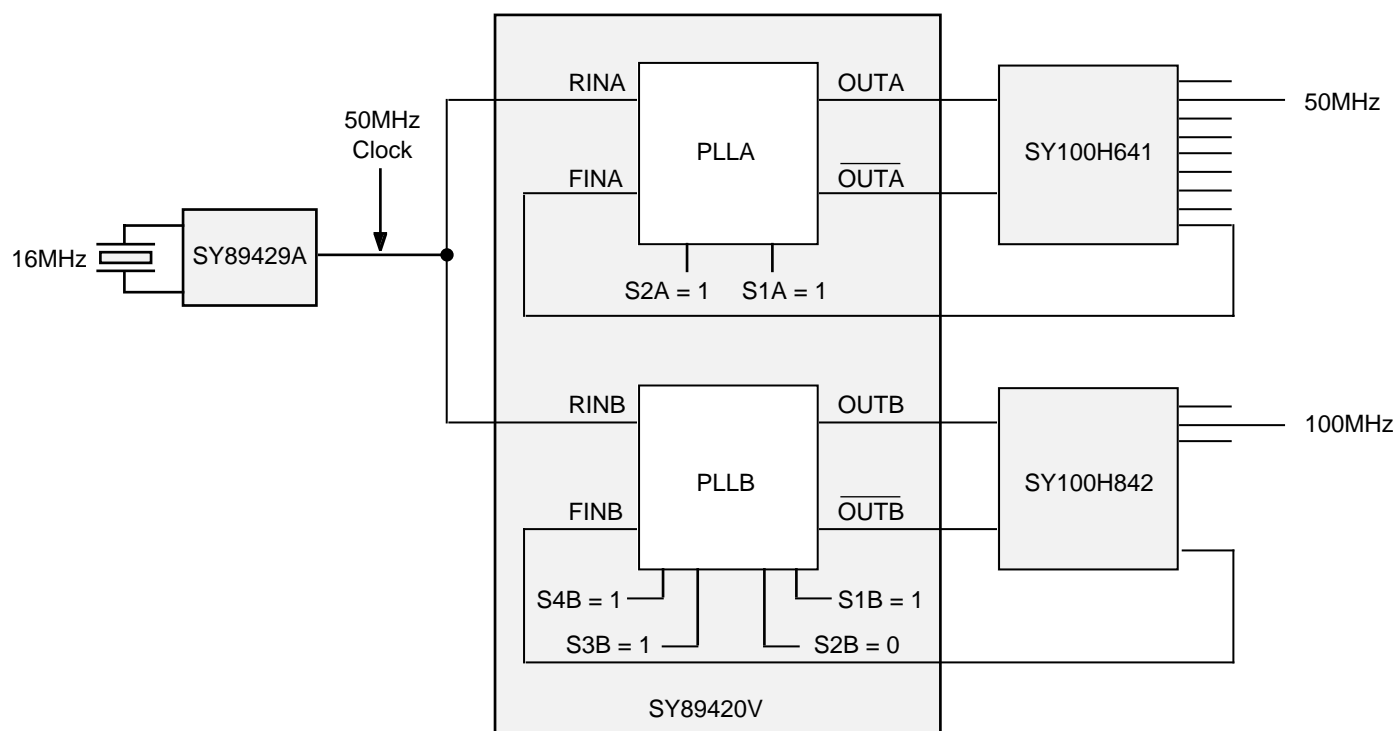 16MHz
SY89429A
50MHz
Clock
RINA
FINA
PLLA
S2A = 1
S1A = 1
OUTA
OUTA
SY100H641
50MHz
RINB
FINB
PLLB
S4B = 1
S3B = 1
S1B = 1
S2B = 0
OUTB
OUTB
SY100H842
100MHz
SY89420V